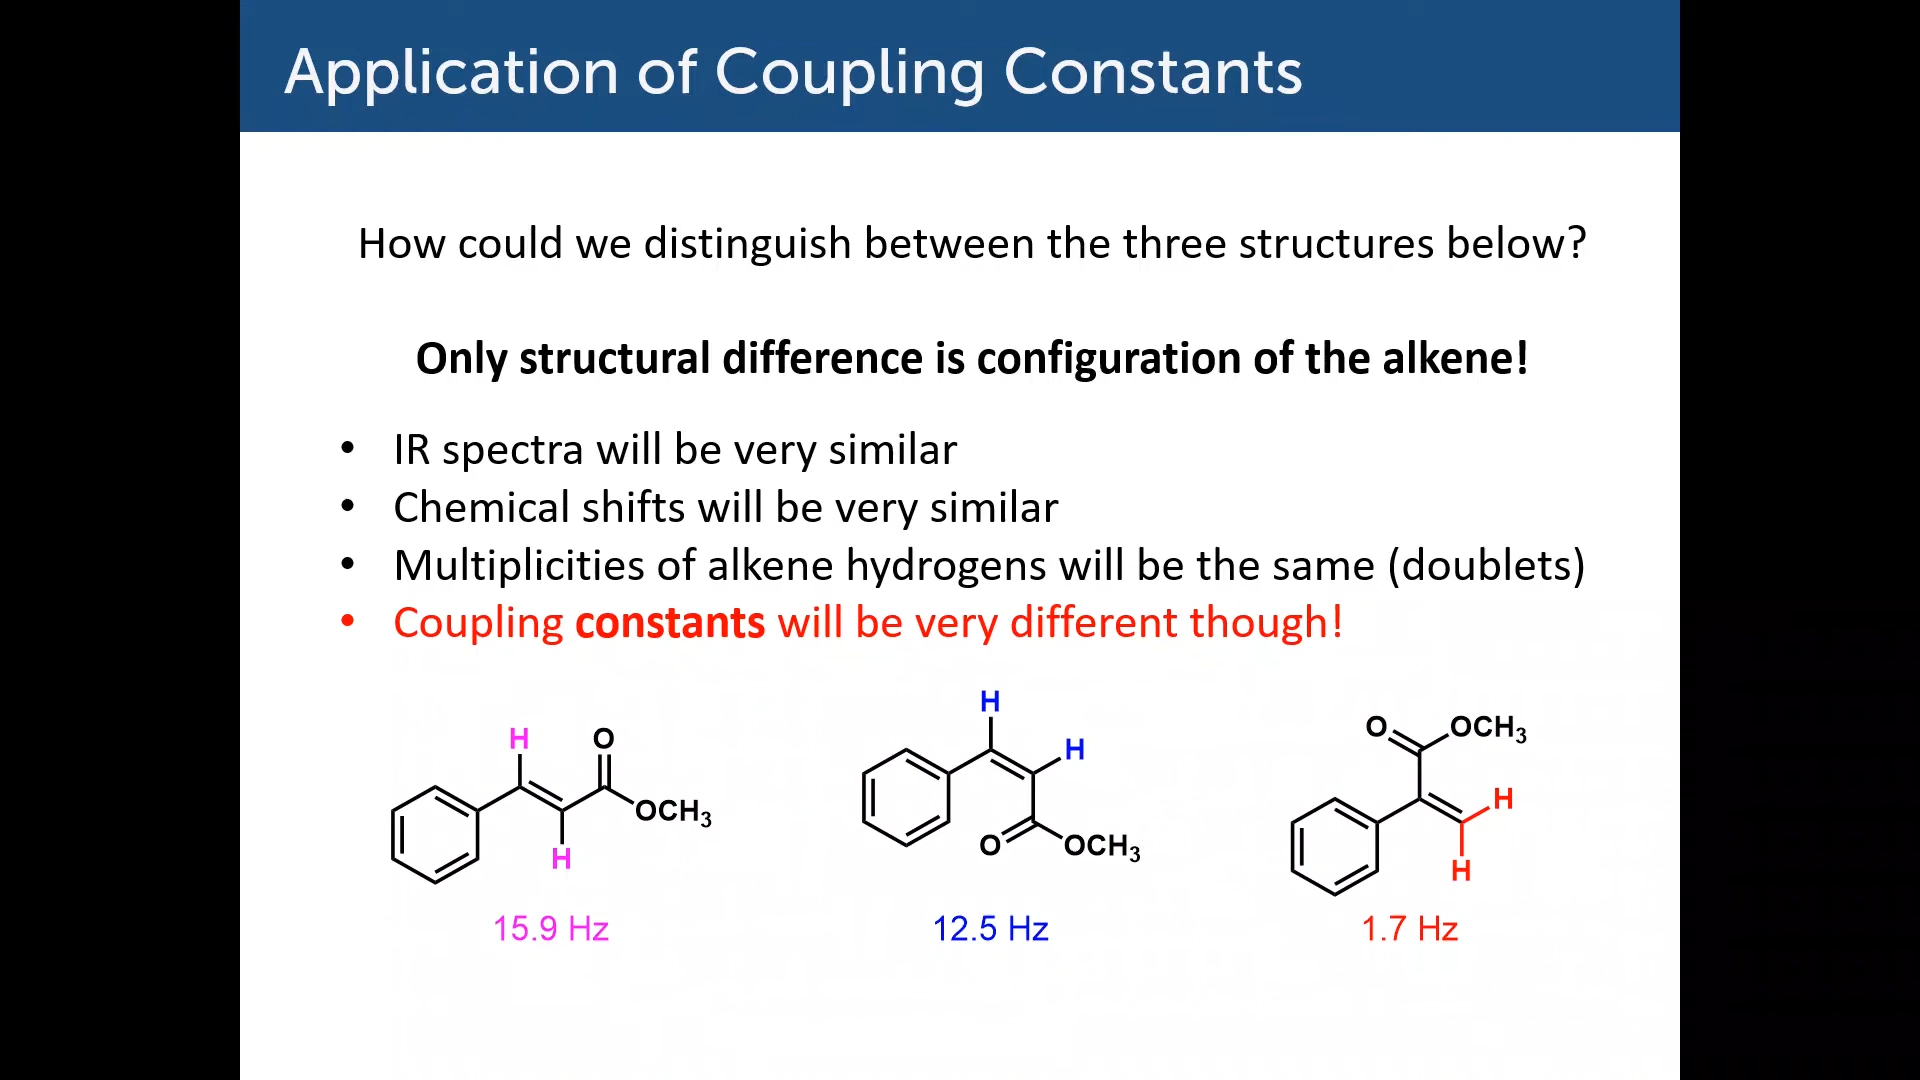 Application of Coupling Constants
How could we distinguish between the three structures below?
Only structural difference is configuration of the alkene!
• IR spectra will be very similar
• Chemical shifts will be very similar
• Multiplicities of alkene hydrogens will be the same (doublets)
• Coupling constants will be very different though!
H
O
OCH₃
H
15.9 Hz
H
H
O
OCH₃
12.5 Hz
O
OCH₃
H
H
1.7 Hz